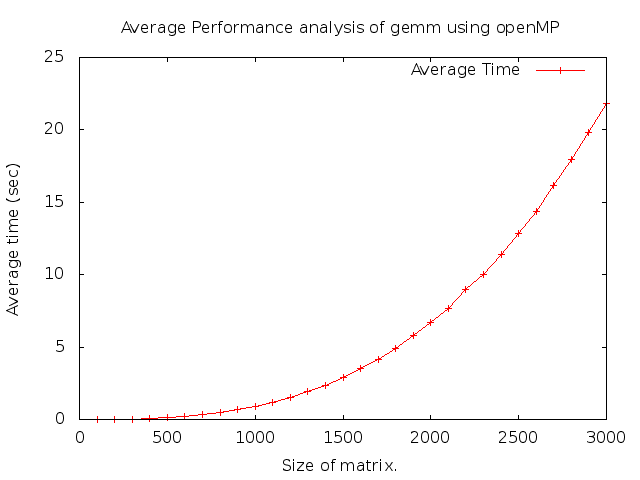 Average Performance analysis of gemm using openMP
Average Time
Average time (sec)
25
20
15
10
5
0
0 500 1000 1500 2000 2500 3000
Size of matrix.